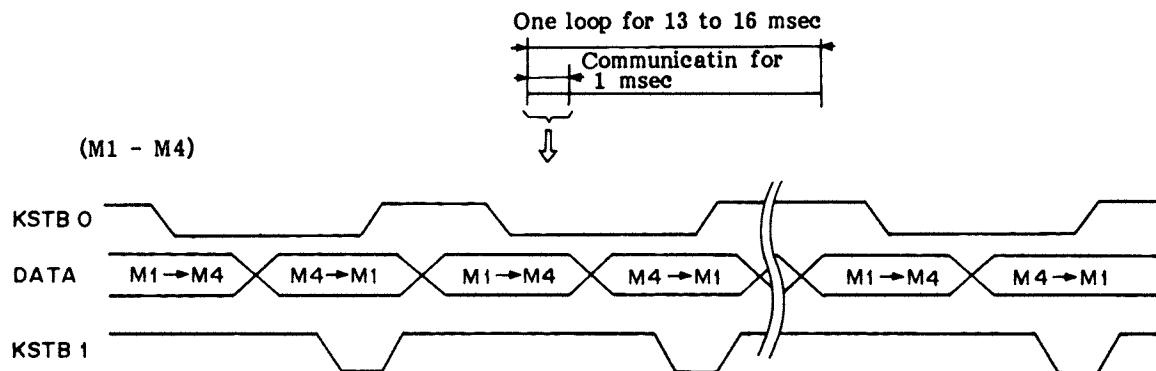 One loop for 13 to 16 msec
Communicatin for
1 msec
(M1 - M4)
KSTB 0
DATA
M1→M4 M4→M1 M1→M4 M4→M1 M1→M4 M4→M1
KSTB 1